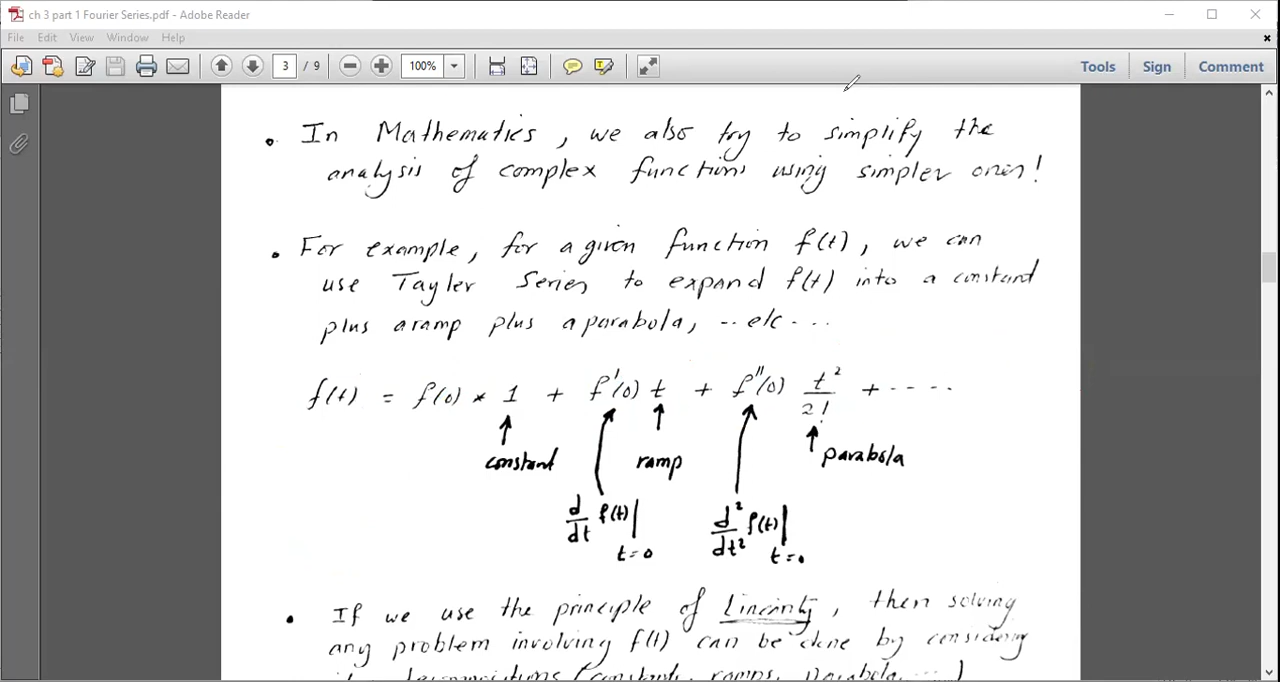 ch 3 part 1 Fourier Series.pdf - Adobe Reader
File Edit View Window Help
3 / 9 100% Tools Sign Comment
• In Mathematics, we also try to simplify the
analysis of complex functions using simpler ones!
• For example, for a given function f(t), we can
use Tayler Series to expand f(t) into a constant
plus a ramp plus a parabola, .. etc ....
f(t) = f(0) * 1 + f'(0) t + f''(0) t²/2! + .....
constant ramp parabola
d/dt f(t)| t=0 d²/dt² f(t)| t=0
• If we use the principle of Linearity, then solving
any problem involving f(t) can be done by considering
(constants, ramps, parabola, ...)